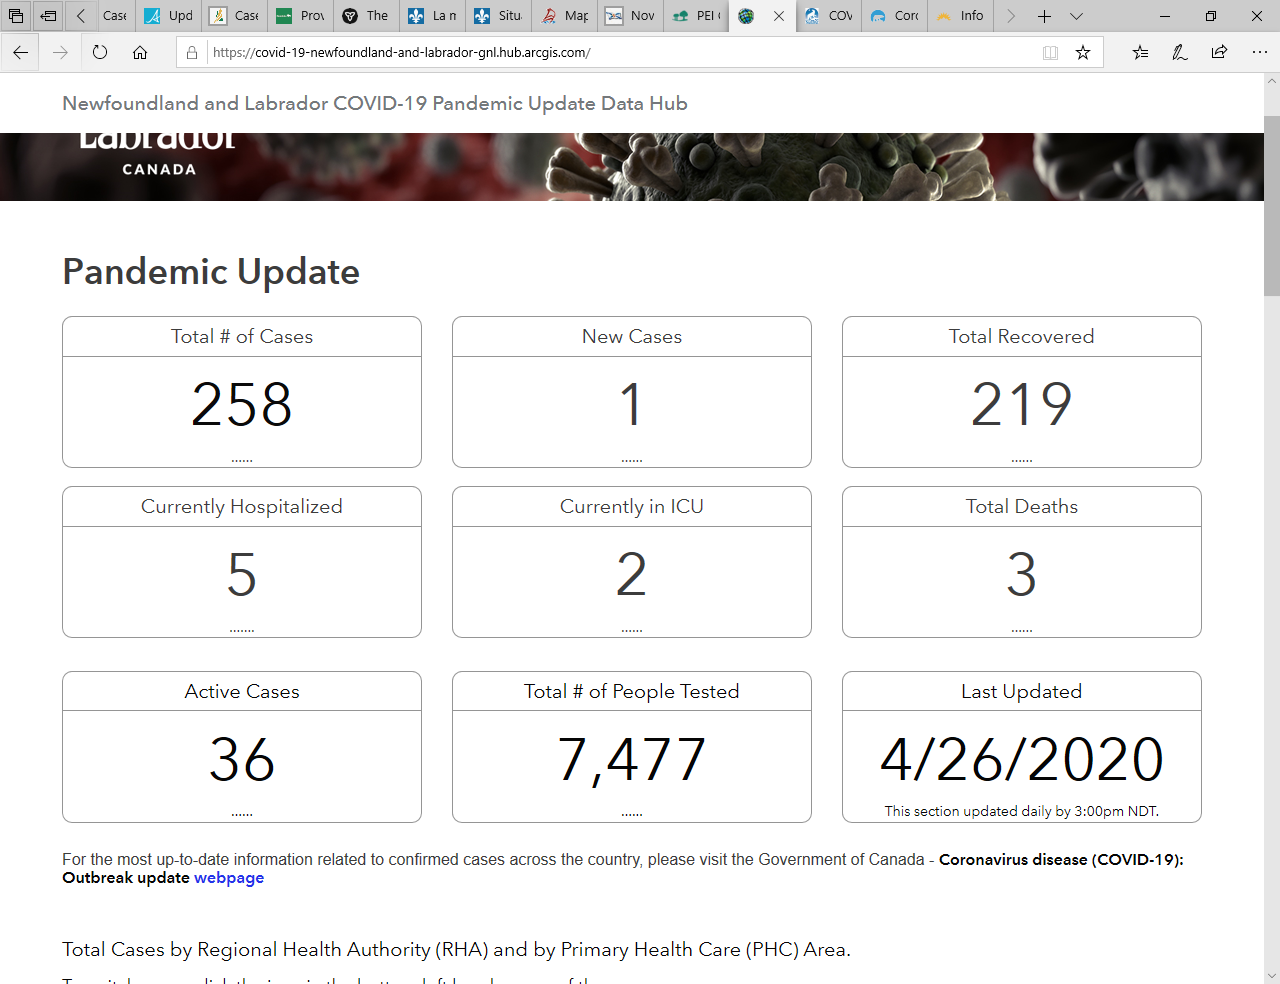 Case
Upd
Case
Prov
The
La m
Situ
Map
Nov
PEI
COV
Corc
Info
https://covid-19-newfoundland-and-labrador-gnl.hub.arcgis.com/
Newfoundland and Labrador COVID-19 Pandemic Update Data Hub
Labrador
CANADA
Pandemic Update
Total # of Cases
258
......
New Cases
1
......
Total Recovered
219
......
Currently Hospitalized
5
.......
Currently in ICU
2
......
Total Deaths
3
......
Active Cases
36
......
Total # of People Tested
7,477
......
Last Updated
4/26/2020
This section updated daily by 3:00pm NDT.
For the most up-to-date information related to confirmed cases across the country, please visit the Government of Canada - Coronavirus disease (COVID-19):
Outbreak update webpage
Total Cases by Regional Health Authority (RHA) and by Primary Health Care (PHC) Area.